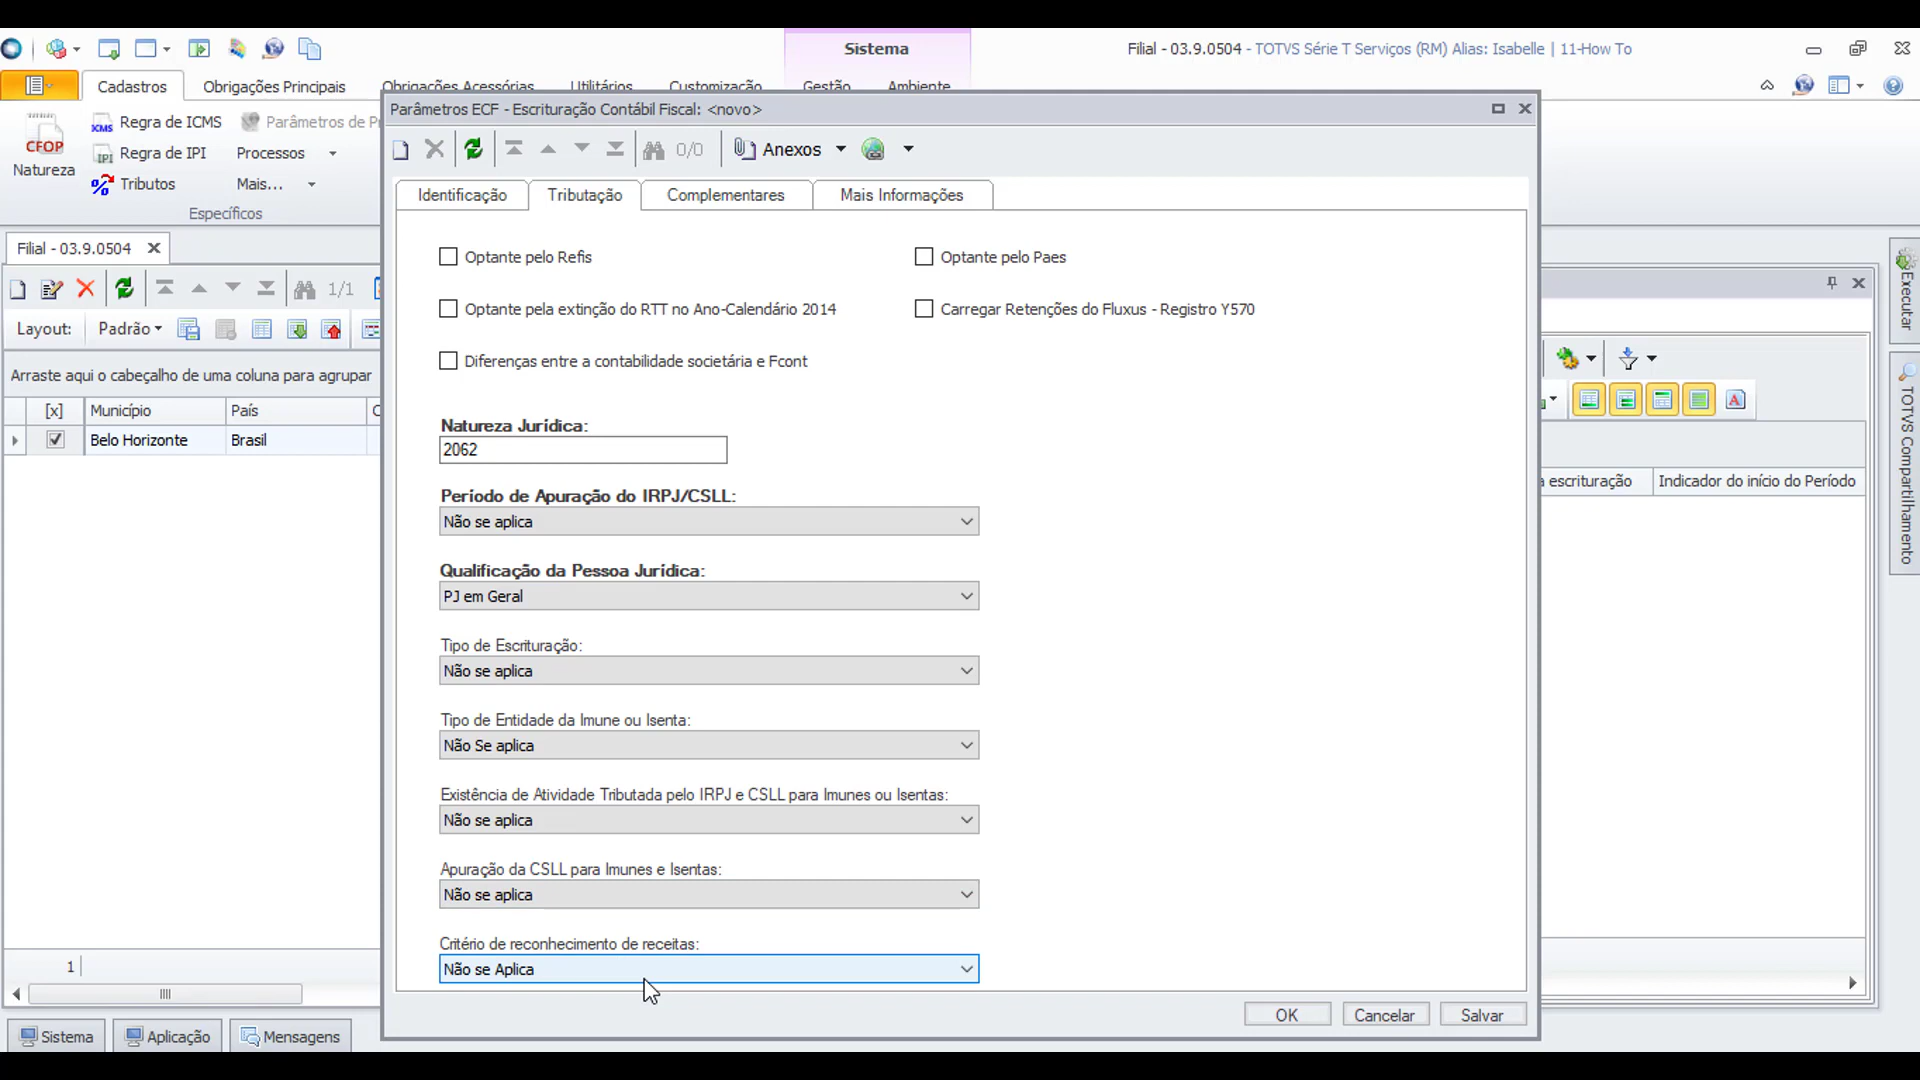 Sistema
Filial - 03.9.0504 - TOTVS Série T Serviços (RM) Alias: Isabelle | 11-How To
Cadastros
Obrigações Principais
Obrigações Acessórias
Utilitários
Customização
Gestão
Ambiente
CFOP
Natureza
ICMS Regra de ICMS
IPI Regra de IPI
Tributos
Parâmetros de Pr
Processos
Mais...
Específicos
Filial - 03.9.0504
1/1
Layout: Padrão
Arraste aqui o cabeçalho de uma coluna para agrupar
[x] Município País C
Belo Horizonte Brasil
1
Sistema
Aplicação
Mensagens
Parâmetros ECF - Escrituração Contábil Fiscal: <novo>
0/0
Anexos
Identificação
Tributação
Complementares
Mais Informações
Optante pelo Refis
Optante pelo Paes
Optante pela extinção do RTT no Ano-Calendário 2014
Carregar Retenções do Fluxus - Registro Y570
Diferenças entre a contabilidade societária e Fcont
Natureza Jurídica:
2062
Período de Apuração do IRPJ/CSLL:
Não se aplica
Qualificação da Pessoa Jurídica:
PJ em Geral
Tipo de Escrituração:
Não se aplica
Tipo de Entidade da Imune ou Isenta:
Não Se aplica
Existência de Atividade Tributada pelo IRPJ e CSLL para Imunes ou Isentas:
Não se aplica
Apuração da CSLL para Imunes e Isentas:
Não se aplica
Critério de reconhecimento de receitas:
Não se Aplica
OK
Cancelar
Salvar
a escrituração
Indicador do início do Período
Executar
TOTVS Compartilhamento